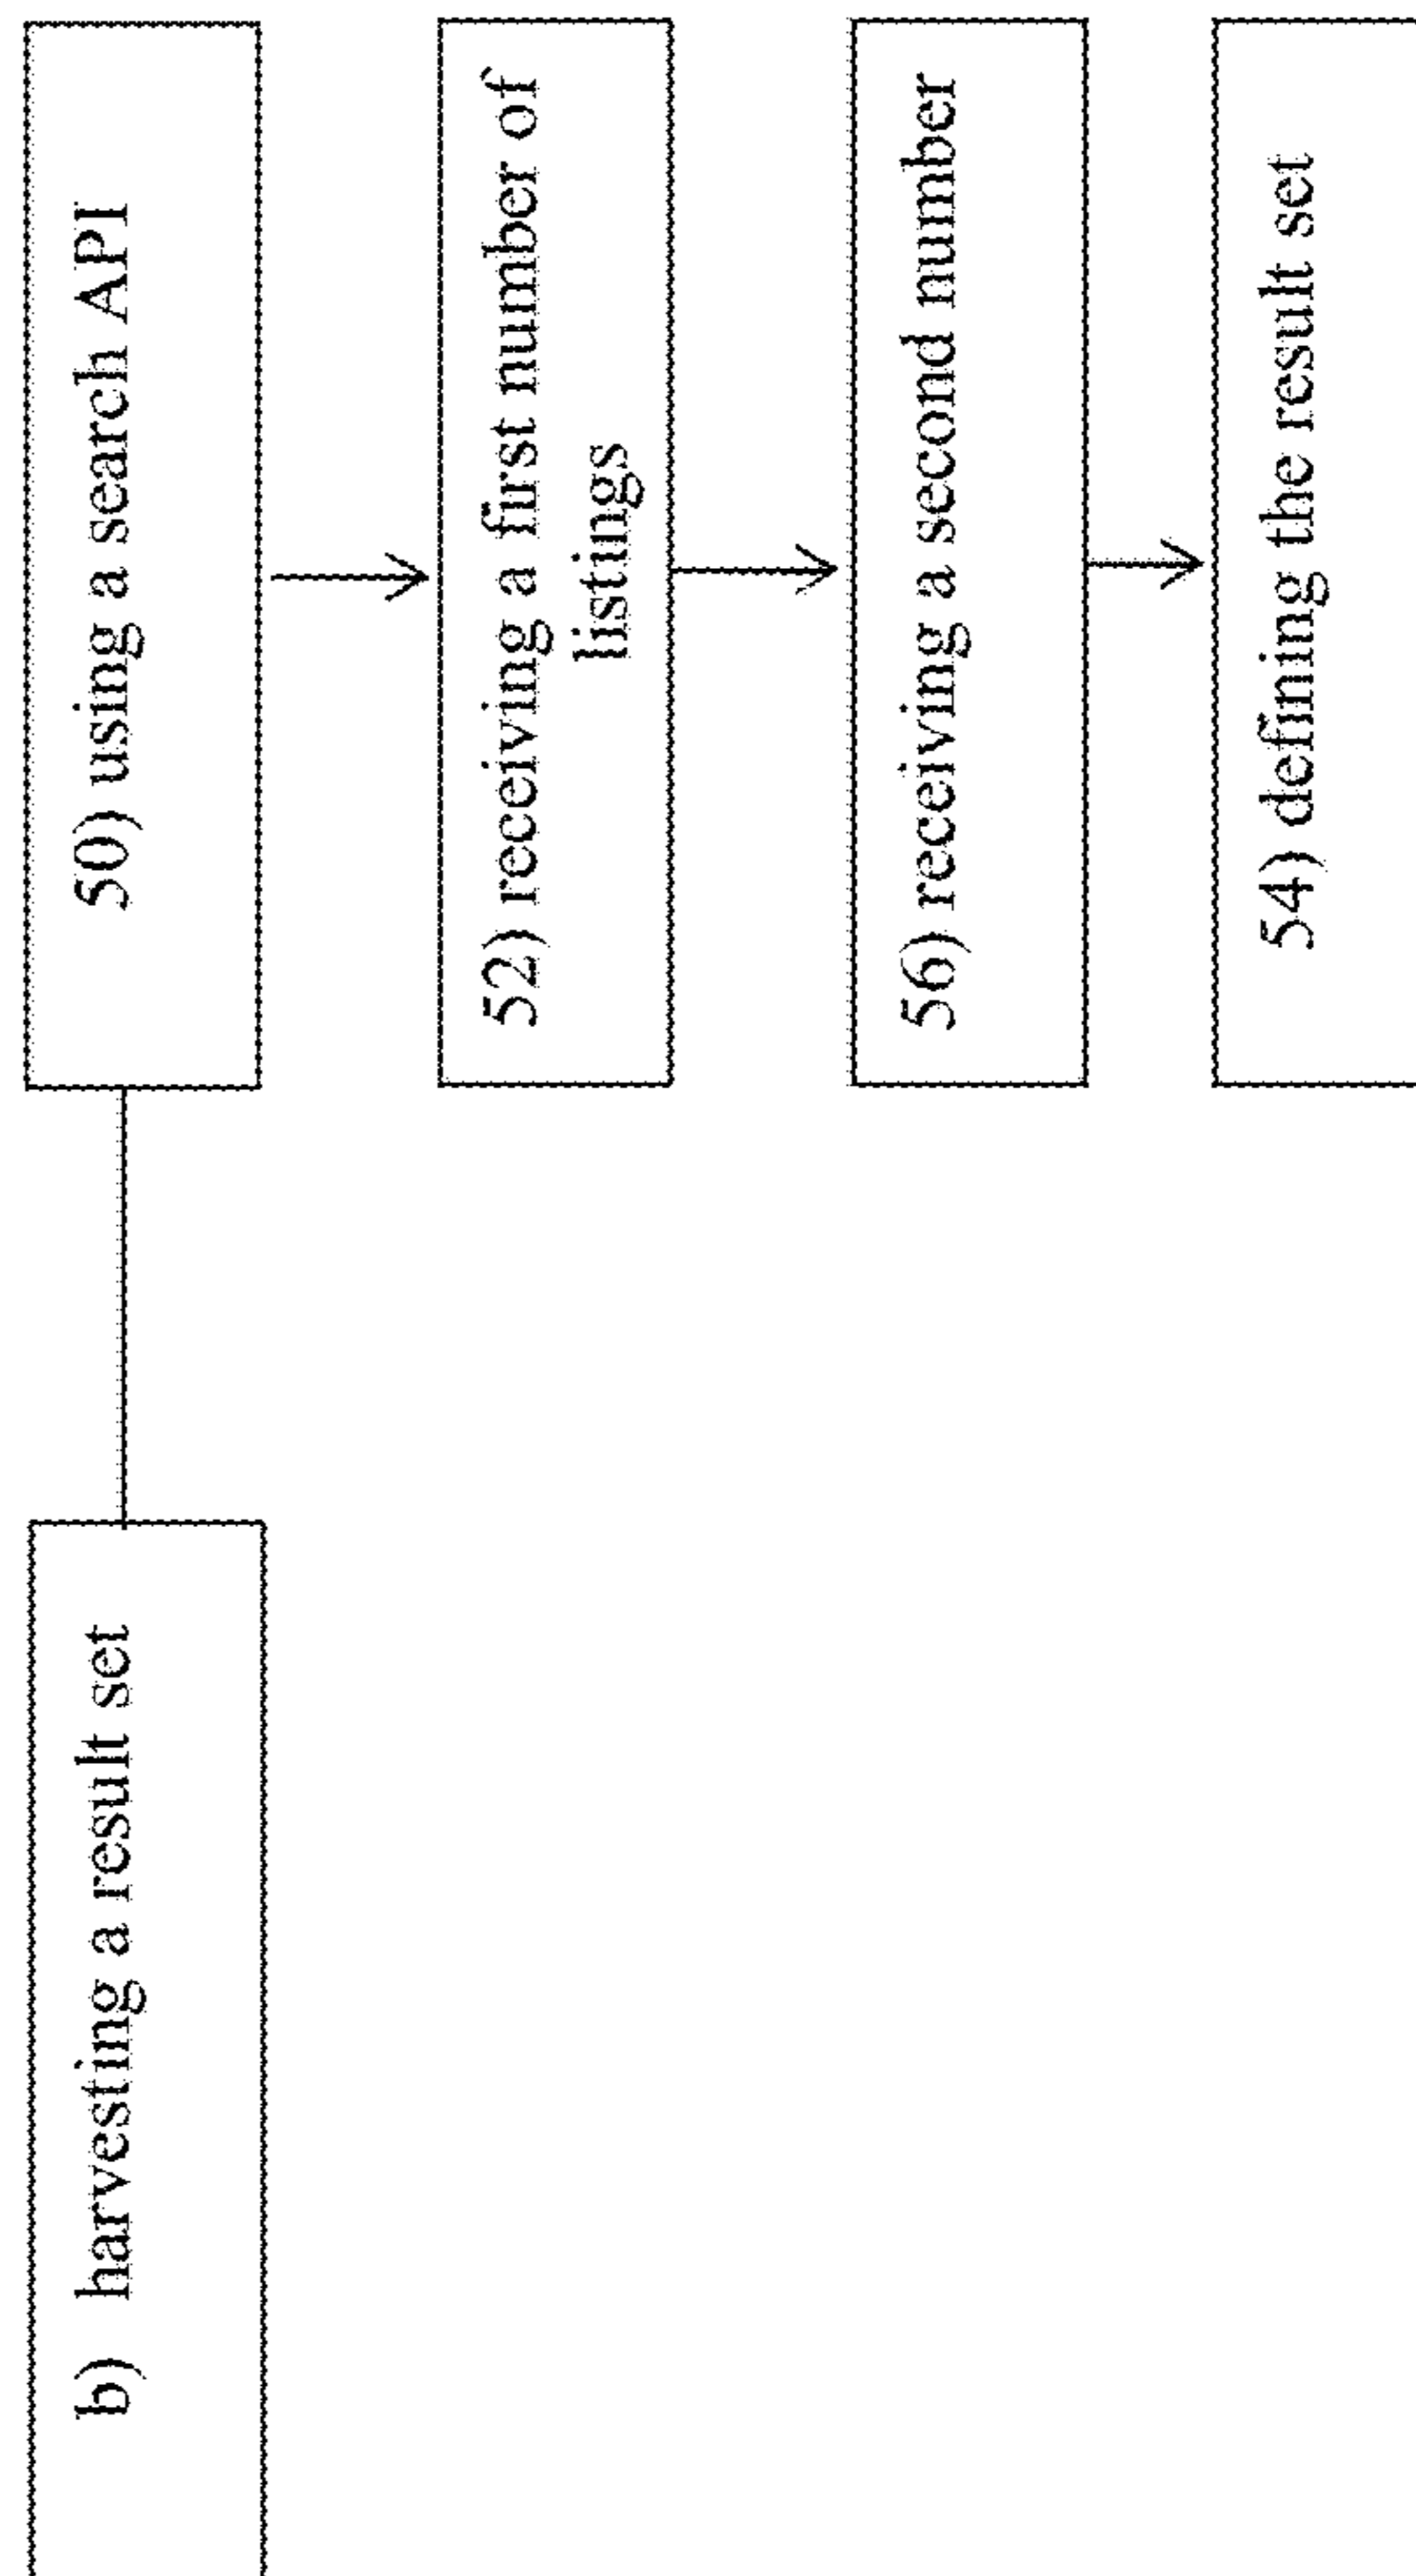 b) harvesting a result set
50) using a search API
52) receiving a first number of
listings
56) receiving a second number
54) defining the result set